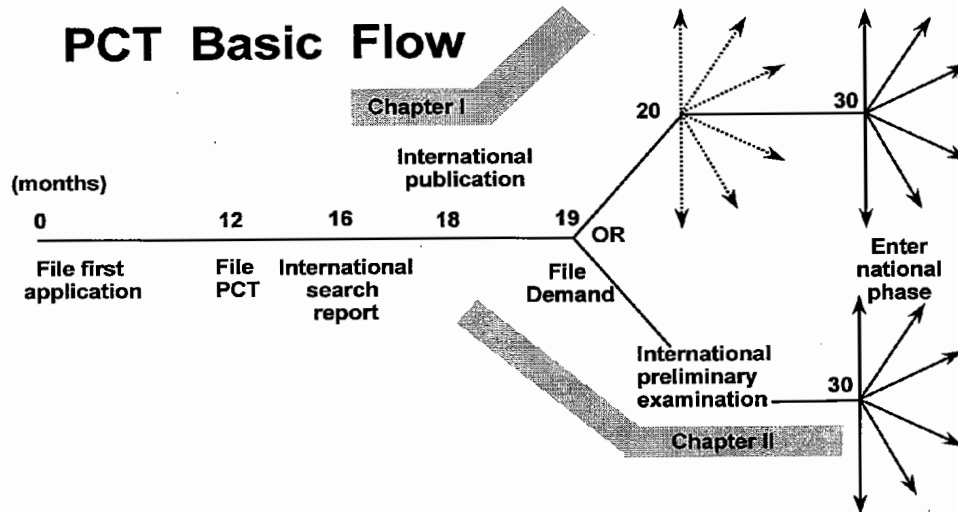 PCT Basic Flow
Chapter I
20
30
International
publication
(months)
0
12
16
18
19
OR
File first
application
File
PCT
International
search
report
File
Demand
Enter
national
phase
International
preliminary
examination
30
Chapter II